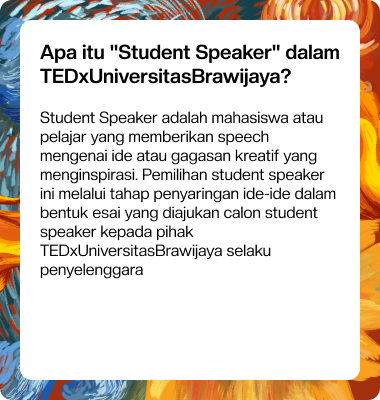 Apa itu "Student Speaker" dalam
TEDxUniversitasBrawijaya?
Student Speaker adalah mahasiswa atau
pelajar yang memberikan speech
mengenai ide atau gagasan kreatif yang
menginspirasi. Pemilihan student speaker
ini melalui tahap penyaringan ide-ide dalam
bentuk esai yang diajukan calon student
speaker kepada pihak
TEDxUniversitasBrawijaya selaku
penyelenggara